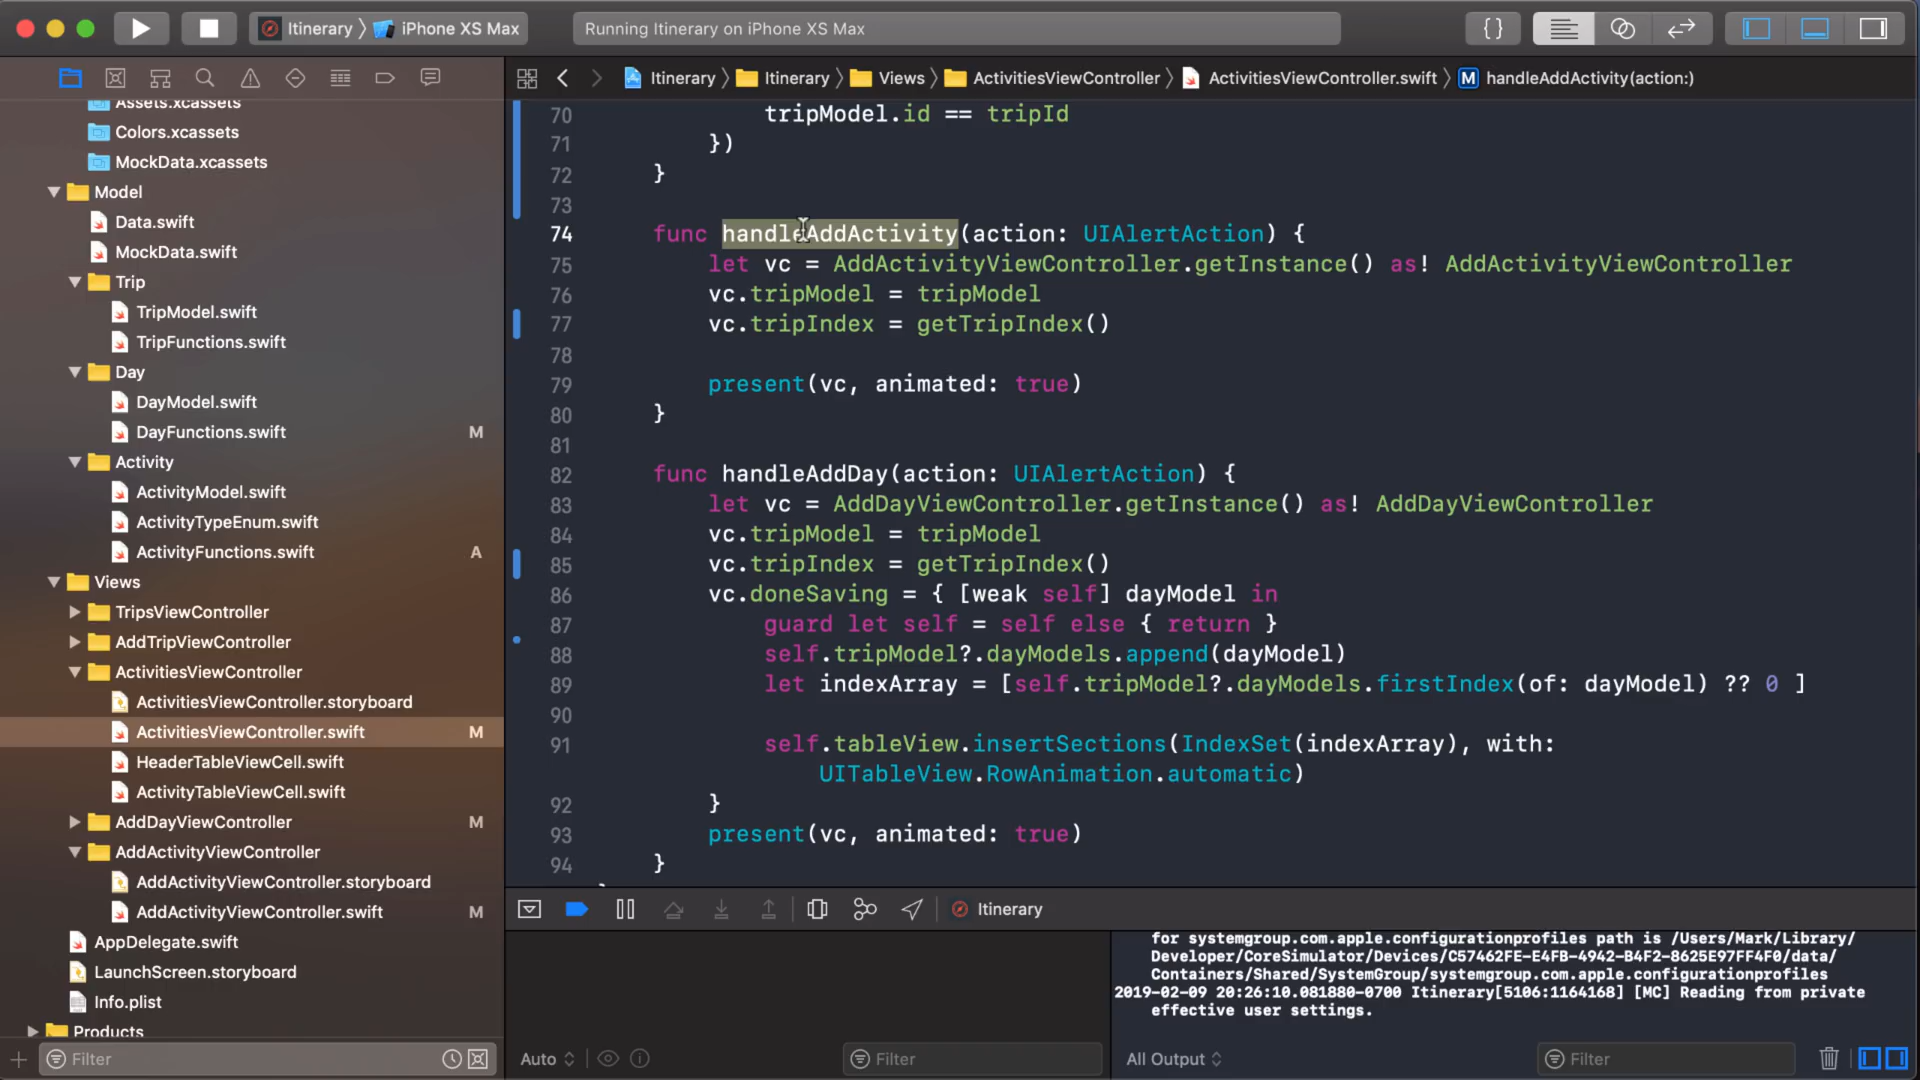 Itinerary iPhone XS Max Running Itinerary on iPhone XS Max {}
Itinerary Itinerary Views ActivitiesViewController ActivitiesViewController.swift M handleAddActivity(action:)
Assets.xcassets
Colors.xcassets
MockData.xcassets
Model
Data.swift
MockData.swift
Trip
TripModel.swift
TripFunctions.swift
Day
DayModel.swift
DayFunctions.swift M
Activity
ActivityModel.swift
ActivityTypeEnum.swift
ActivityFunctions.swift A
Views
TripsViewController
AddTripViewController
ActivitiesViewController
ActivitiesViewController.storyboard
ActivitiesViewController.swift M
HeaderTableViewCell.swift
ActivityTableViewCell.swift
AddDayViewController M
AddActivityViewController
AddActivityViewController.storyboard
AddActivityViewController.swift M
AppDelegate.swift
LaunchScreen.storyboard
Info.plist
Products
Filter
70 tripModel.id == tripId
71 })
72 }
73
74 func handleAddActivity(action: UIAlertAction) {
75 let vc = AddActivityViewController.getInstance() as! AddActivityViewController
76 vc.tripModel = tripModel
77 vc.tripIndex = getTripIndex()
78
79 present(vc, animated: true)
80 }
81
82 func handleAddDay(action: UIAlertAction) {
83 let vc = AddDayViewController.getInstance() as! AddDayViewController
84 vc.tripModel = tripModel
85 vc.tripIndex = getTripIndex()
86 vc.doneSaving = { [weak self] dayModel in
87 guard let self = self else { return }
88 self.tripModel?.dayModels.append(dayModel)
89 let indexArray = [self.tripModel?.dayModels.firstIndex(of: dayModel) ?? 0 ]
90
91 self.tableView.insertSections(IndexSet(indexArray), with:
UITableView.RowAnimation.automatic)
92 }
93 present(vc, animated: true)
94 }
Itinerary
for systemgroup.com.apple.configurationprofiles path is /Users/Mark/Library/
Developer/CoreSimulator/Devices/C57462FE-E4FB-4942-B4F2-8625E97FF4F0/data/
Containers/Shared/SystemGroup/systemgroup.com.apple.configurationprofiles
2019-02-09 20:26:10.081880-0700 Itinerary[5106:1164168] [MC] Reading from private
effective user settings.
Auto Filter All Output Filter